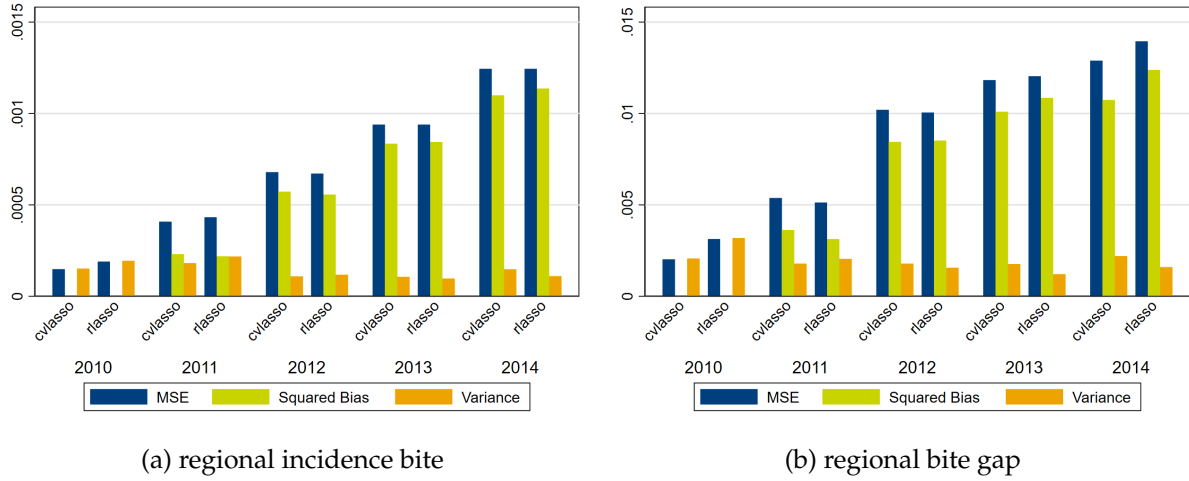 .0015
.001
.0005
0
cvlasso rlasso cvlasso rlasso cvlasso rlasso cvlasso rlasso cvlasso rlasso
2010 2011 2012 2013 2014
MSE Squared Bias Variance
(a) regional incidence bite
.015
.01
.005
0
cvlasso rlasso cvlasso rlasso cvlasso rlasso cvlasso rlasso cvlasso rlasso
2010 2011 2012 2013 2014
MSE Squared Bias Variance
(b) regional bite gap